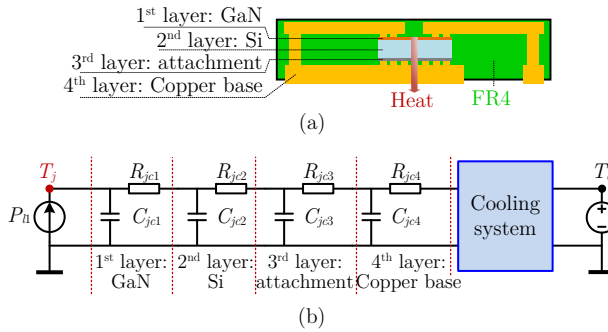 1st layer: GaN
2nd layer: Si
3rd layer: attachment
4th layer: Copper base
Heat
FR4
(a)
Tj
Rjc1
Rjc2
Rjc3
Rjc4
Pl1
Cjc1
Cjc2
Cjc3
Cjc4
Cooling
system
1st layer:
GaN
2nd layer:
Si
3rd layer:
attachment
4th layer:
Copper base
(b)